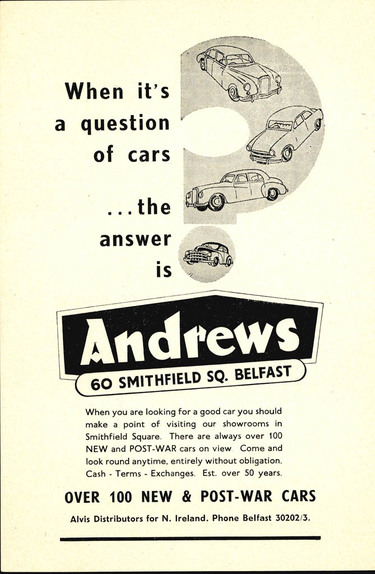 When it's
a question
of cars
...the
answer
is
Andrews
60 SMITHFIELD SQ. BELFAST
When you are looking for a good car you should
make a point of visiting our showrooms in
Smithfield Square. There are always over 100
NEW and POST-WAR cars on view Come and
look round anytime, entirely without obligation.
Cash - Terms - Exchanges. Est. over 50 years.
OVER 100 NEW & POST-WAR CARS
Alvis Distributors for N. Ireland. Phone Belfast 30202/3.